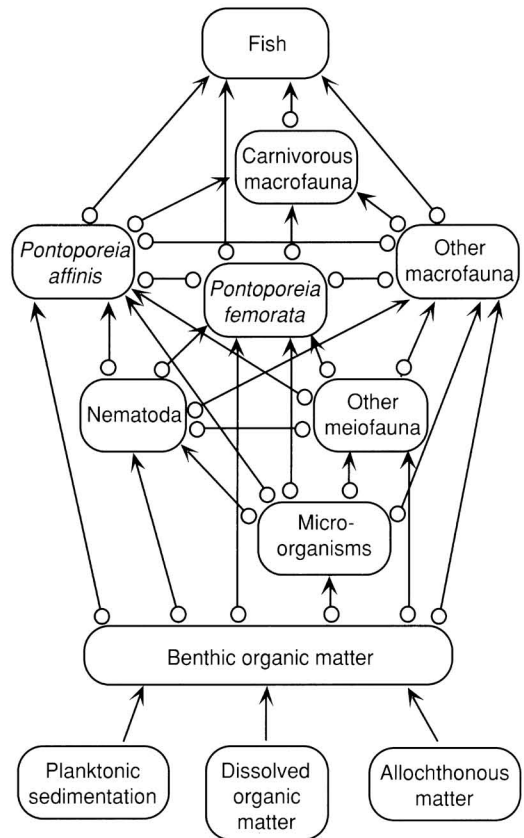 Fish
Carnivorous
macrofauna
Pontoporeia
affinis
Other
macrofauna
Pontoporeia
femorata
Nematoda
Other
meiofauna
Micro-
organisms
Benthic organic matter
Planktonic
sedimentation
Dissolved
organic
matter
Allochthonous
matter